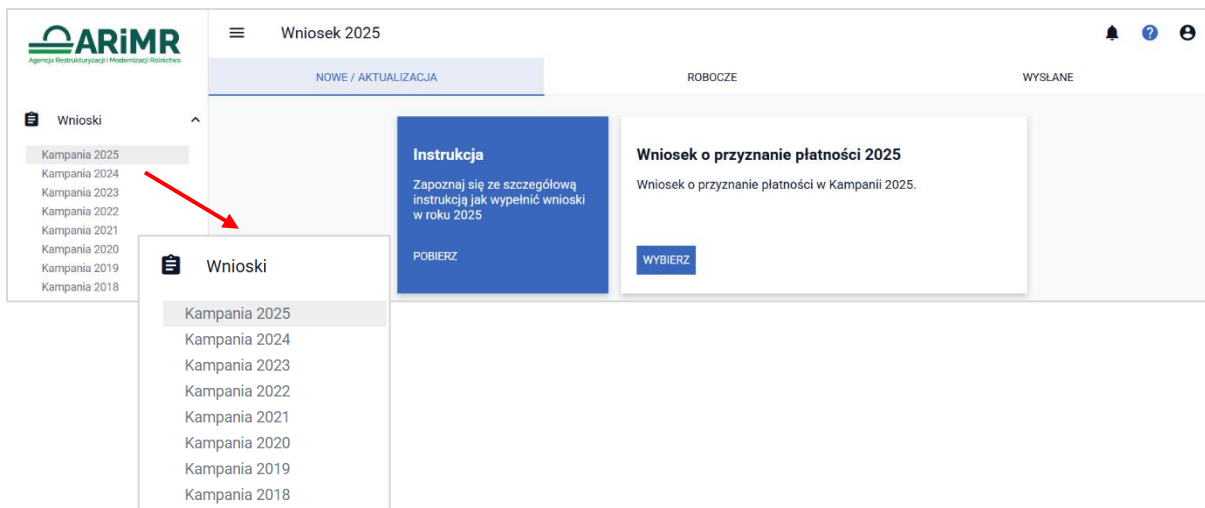 ARiMR
Agencja Restrukturyzacji i Modernizacji Rolnictwa
Wniosek 2025
NOWE / AKTUALIZACJA
ROBOCZE
WYSŁANE
Wnioski
Kampania 2025
Kampania 2024
Kampania 2023
Kampania 2022
Kampania 2021
Kampania 2020
Kampania 2019
Kampania 2018
Instrukcja
Zapoznaj się ze szczegółową
instrukcją jak wypełnić wnioski
w roku 2025
POBIERZ
Wniosek o przyznanie płatności 2025
Wniosek o przyznanie płatności w Kampanii 2025.
WYBIERZ
Wnioski
Kampania 2025
Kampania 2024
Kampania 2023
Kampania 2022
Kampania 2021
Kampania 2020
Kampania 2019
Kampania 2018